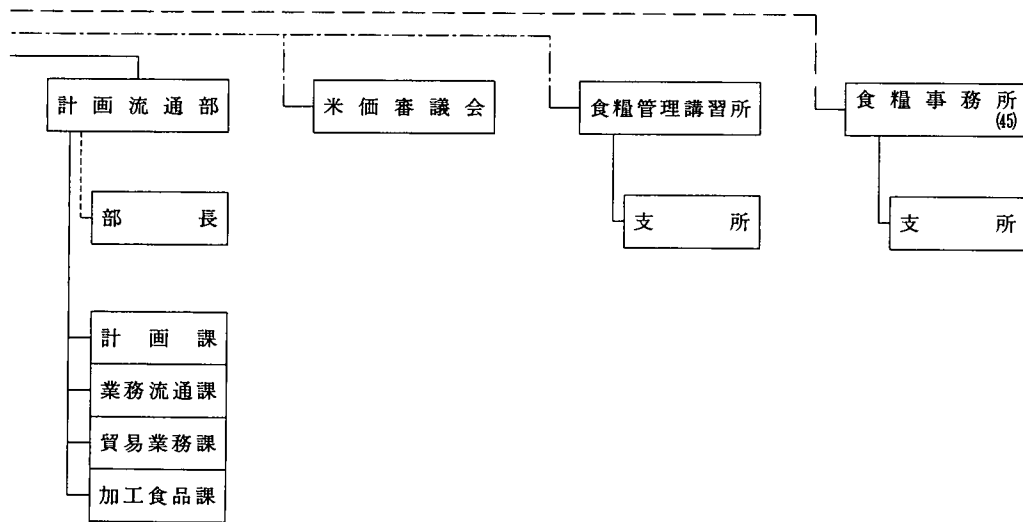 計画流通部
米価審議会
食糧管理講習所
食糧事務所
(45)
部長
支所
支所
計画課
業務流通課
貿易業務課
加工食品課